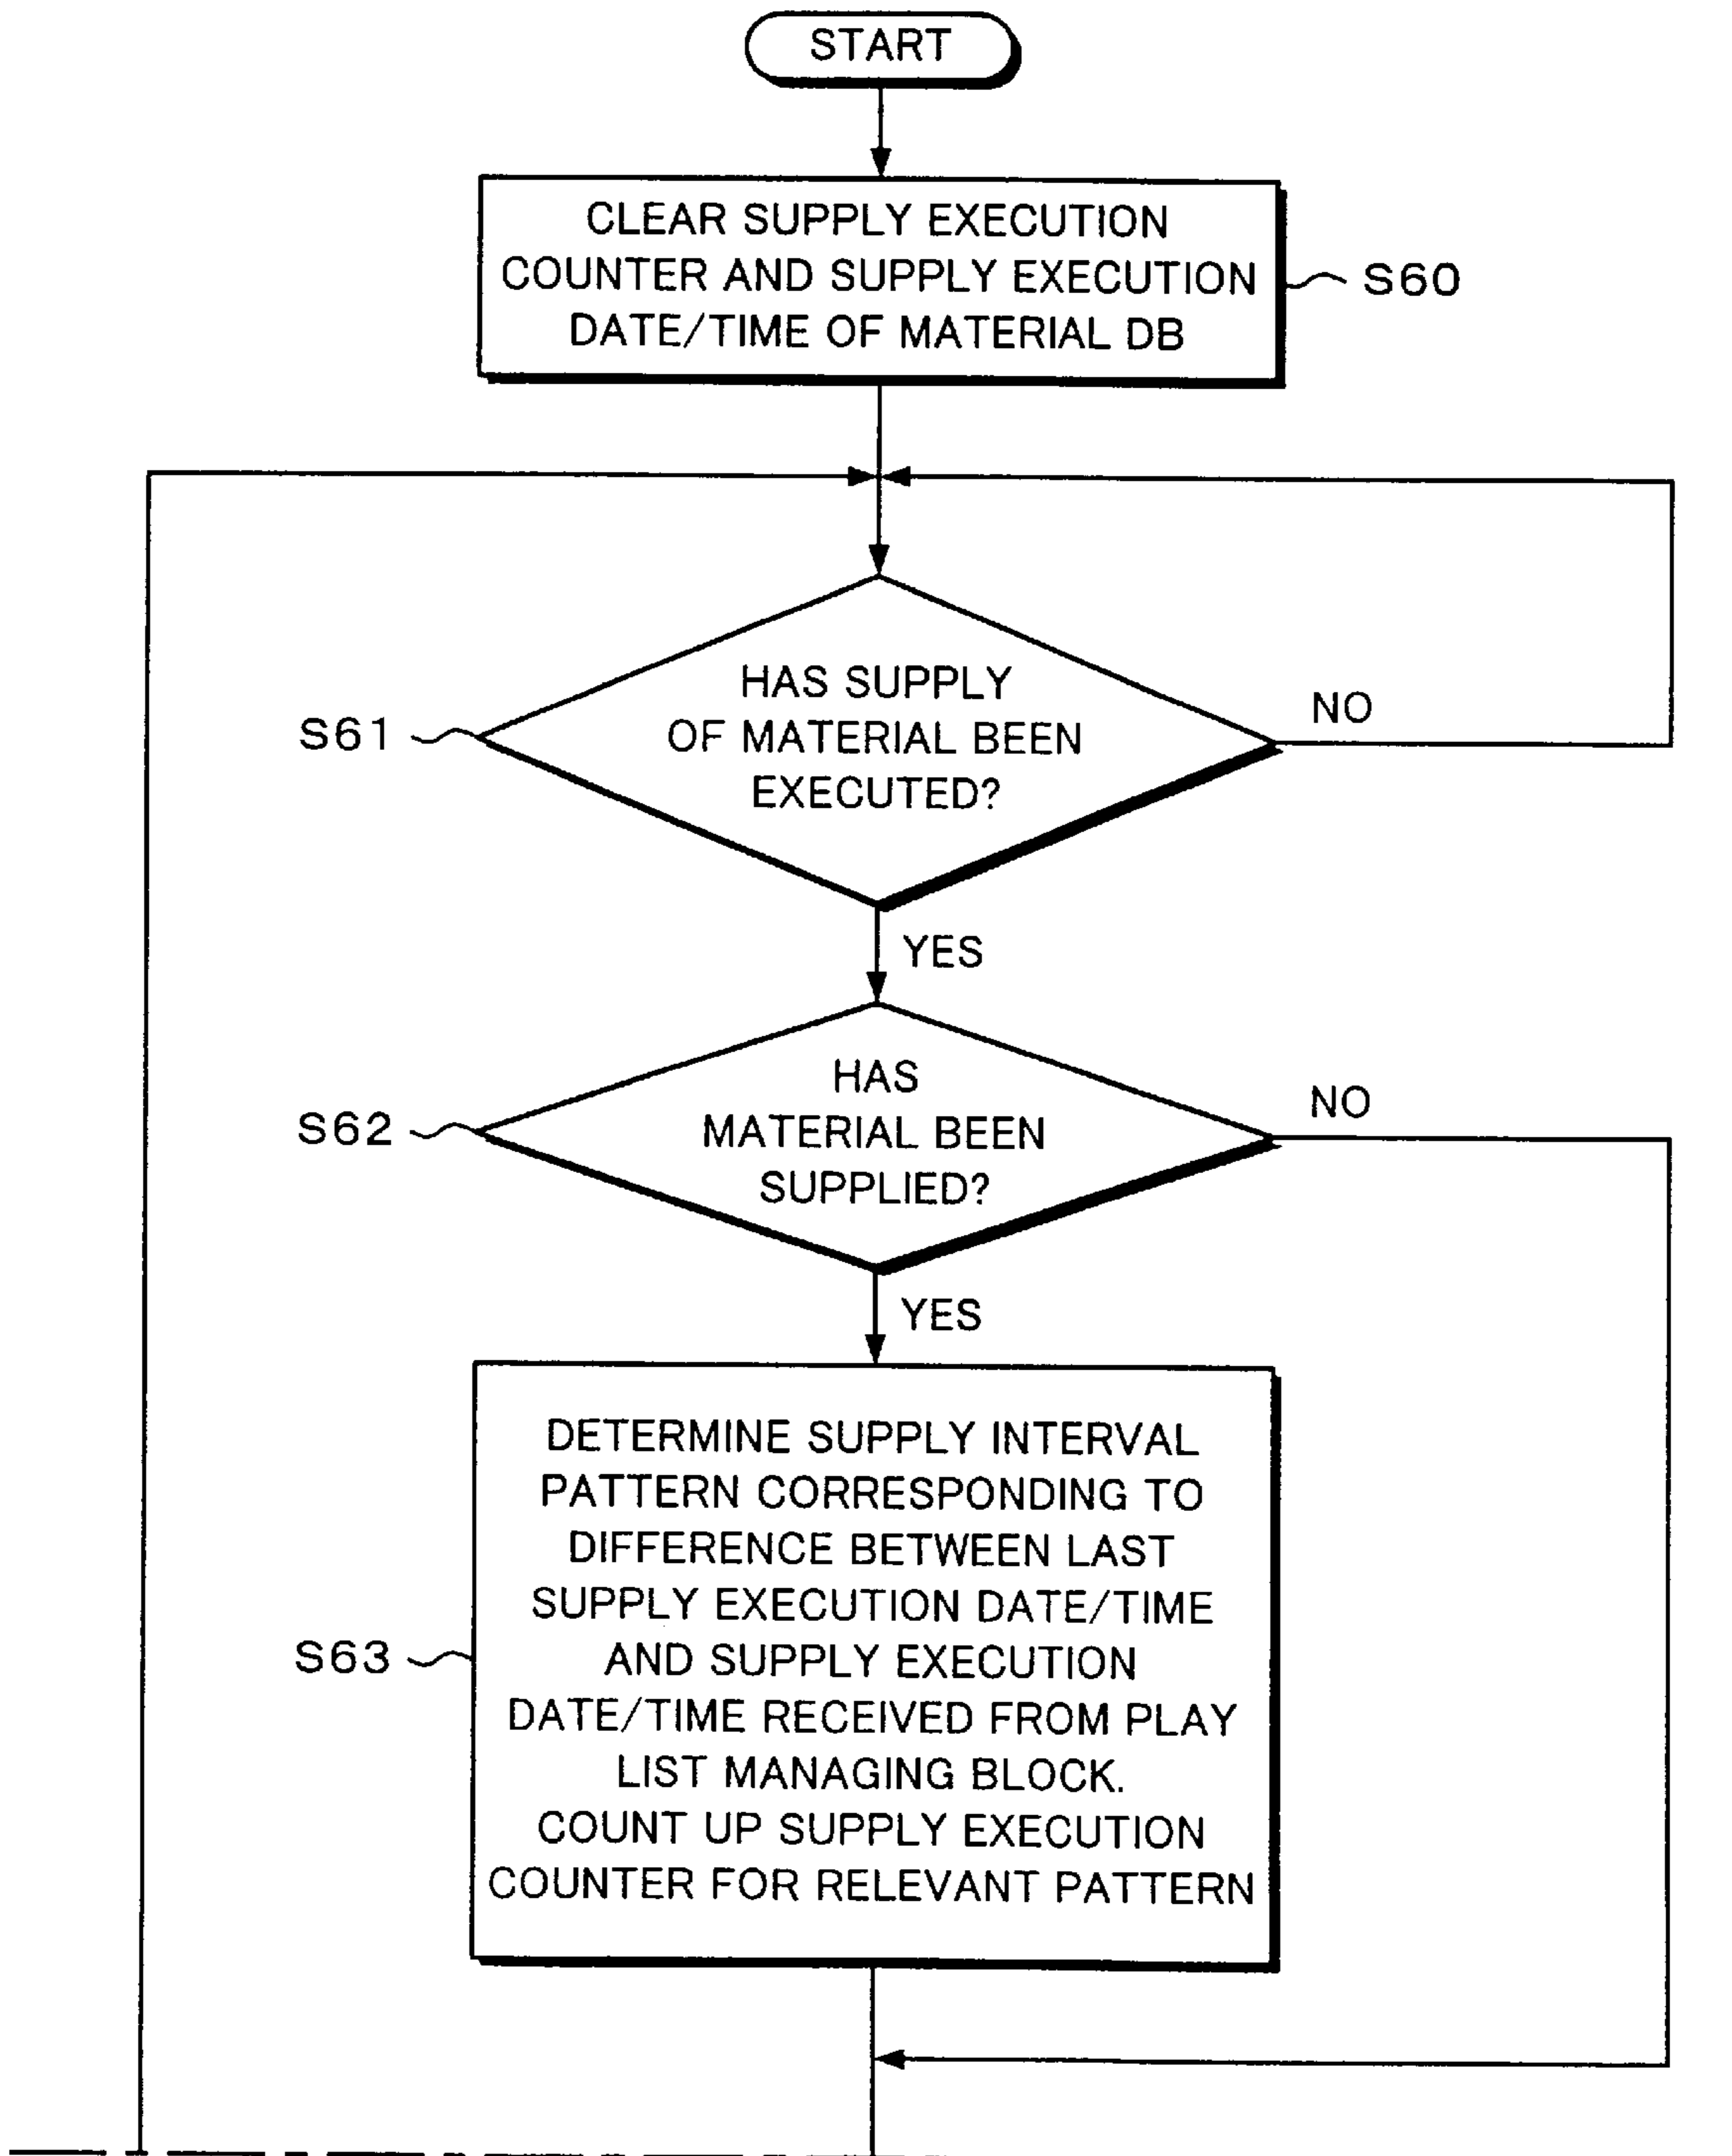 START
CLEAR SUPPLY EXECUTION
COUNTER AND SUPPLY EXECUTION
DATE/TIME OF MATERIAL DB
S60
HAS SUPPLY
OF MATERIAL BEEN
EXECUTED?
S61
NO
YES
HAS
MATERIAL BEEN
SUPPLIED?
S62
NO
YES
DETERMINE SUPPLY INTERVAL
PATTERN CORRESPONDING TO
DIFFERENCE BETWEEN LAST
SUPPLY EXECUTION DATE/TIME
AND SUPPLY EXECUTION
DATE/TIME RECEIVED FROM PLAY
LIST MANAGING BLOCK.
COUNT UP SUPPLY EXECUTION
COUNTER FOR RELEVANT PATTERN
S63